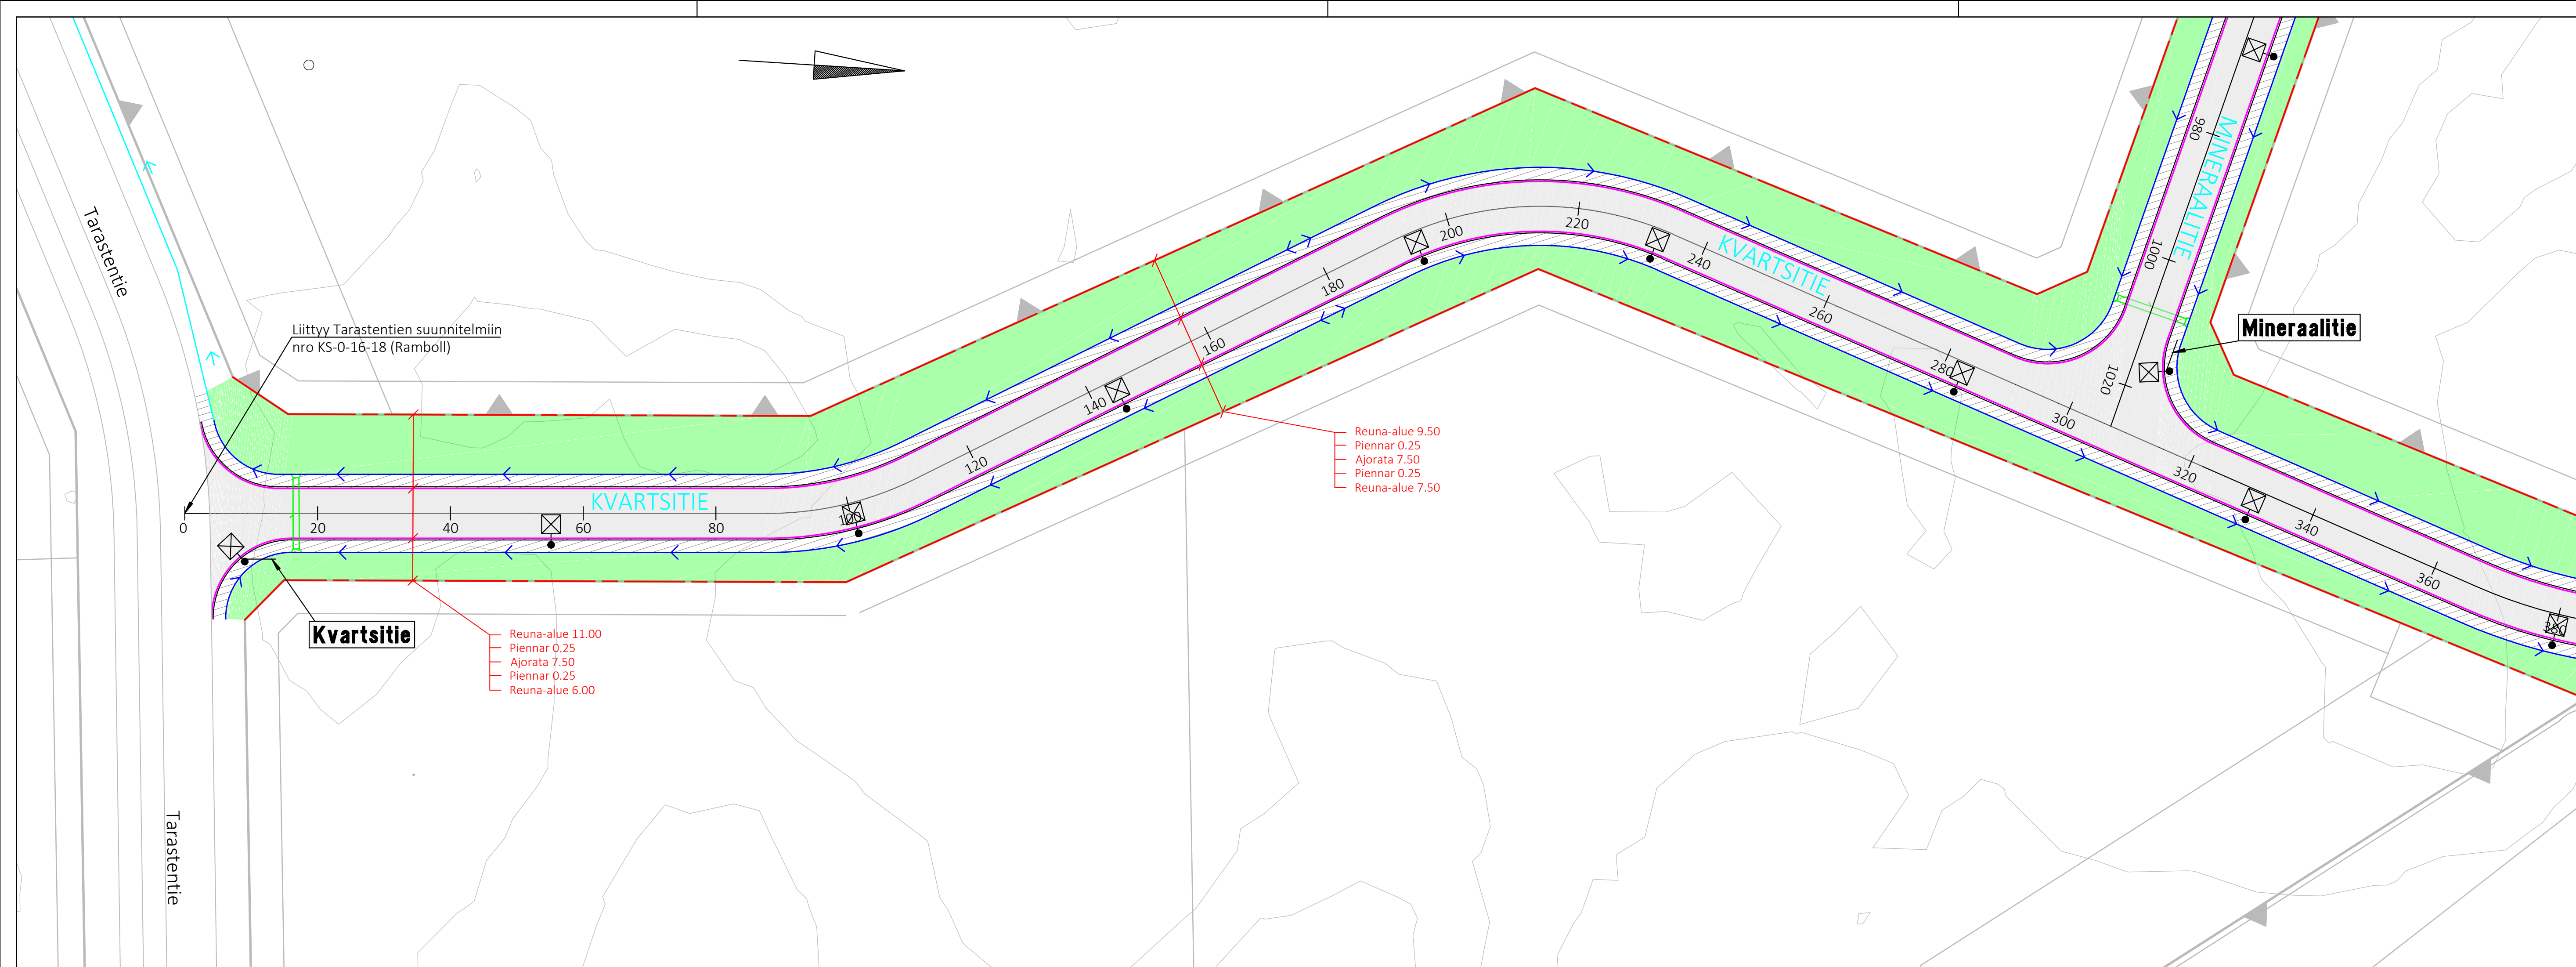 Tarastentie
Liittyy Tarastentien suunnitelmiin
nro KS-0-16-18 (Ramboll)
0
20
40
60
80
100
120
140
160
180
200
220
240
260
280
300
320
340
360
380
KVARTSITIE
KVARTSITIE
MINERAALITIE
980
1000
1020
Mineraalitie
Kvartsitie
Reuna-alue 9.50
Piennar 0.25
Ajorata 7.50
Piennar 0.25
Reuna-alue 7.50
Reuna-alue 11.00
Piennar 0.25
Ajorata 7.50
Piennar 0.25
Reuna-alue 6.00
Tarastentie